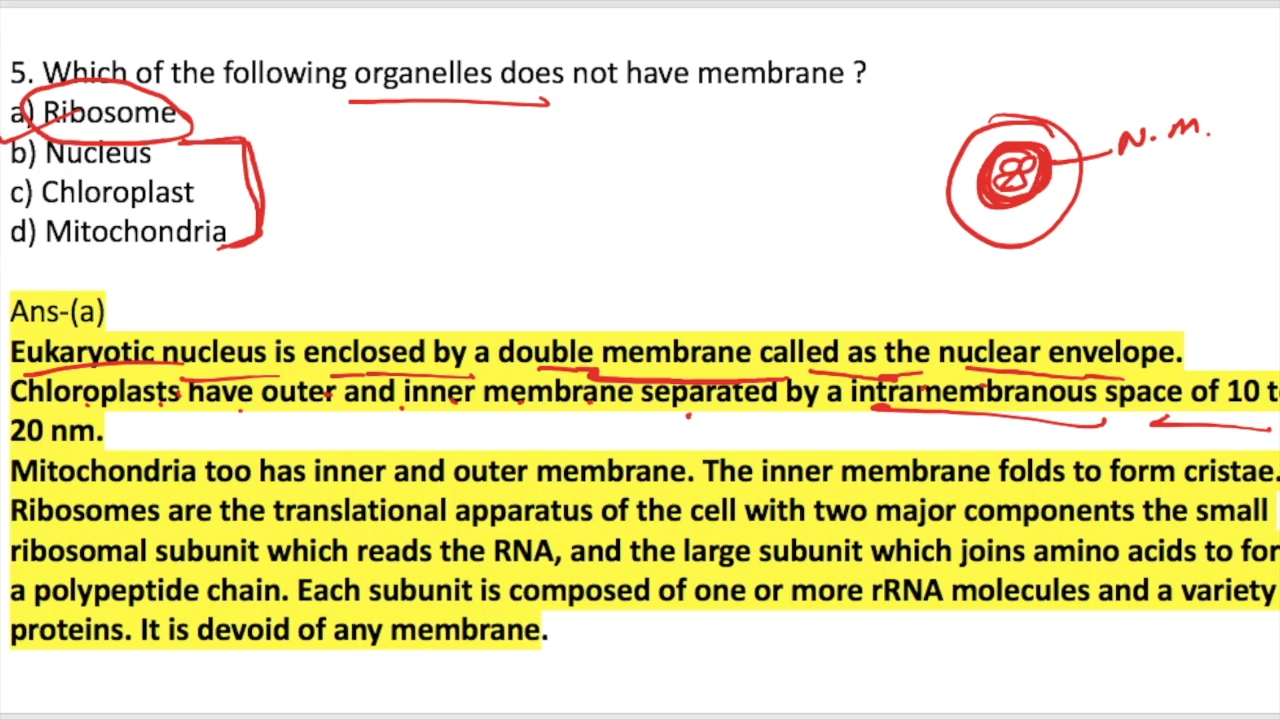 5. Which of the following organelles does not have membrane ?
a) Ribosome
b) Nucleus
c) Chloroplast
d) Mitochondria
N.M.
Ans-(a)
Eukaryotic nucleus is enclosed by a double membrane called as the nuclear envelope.
Chloroplasts have outer and inner membrane separated by a intramembranous space of 10 t
20 nm.
Mitochondria too has inner and outer membrane. The inner membrane folds to form cristae.
Ribosomes are the translational apparatus of the cell with two major components the small
ribosomal subunit which reads the RNA, and the large subunit which joins amino acids to for
a polypeptide chain. Each subunit is composed of one or more rRNA molecules and a variety
proteins. It is devoid of any membrane.